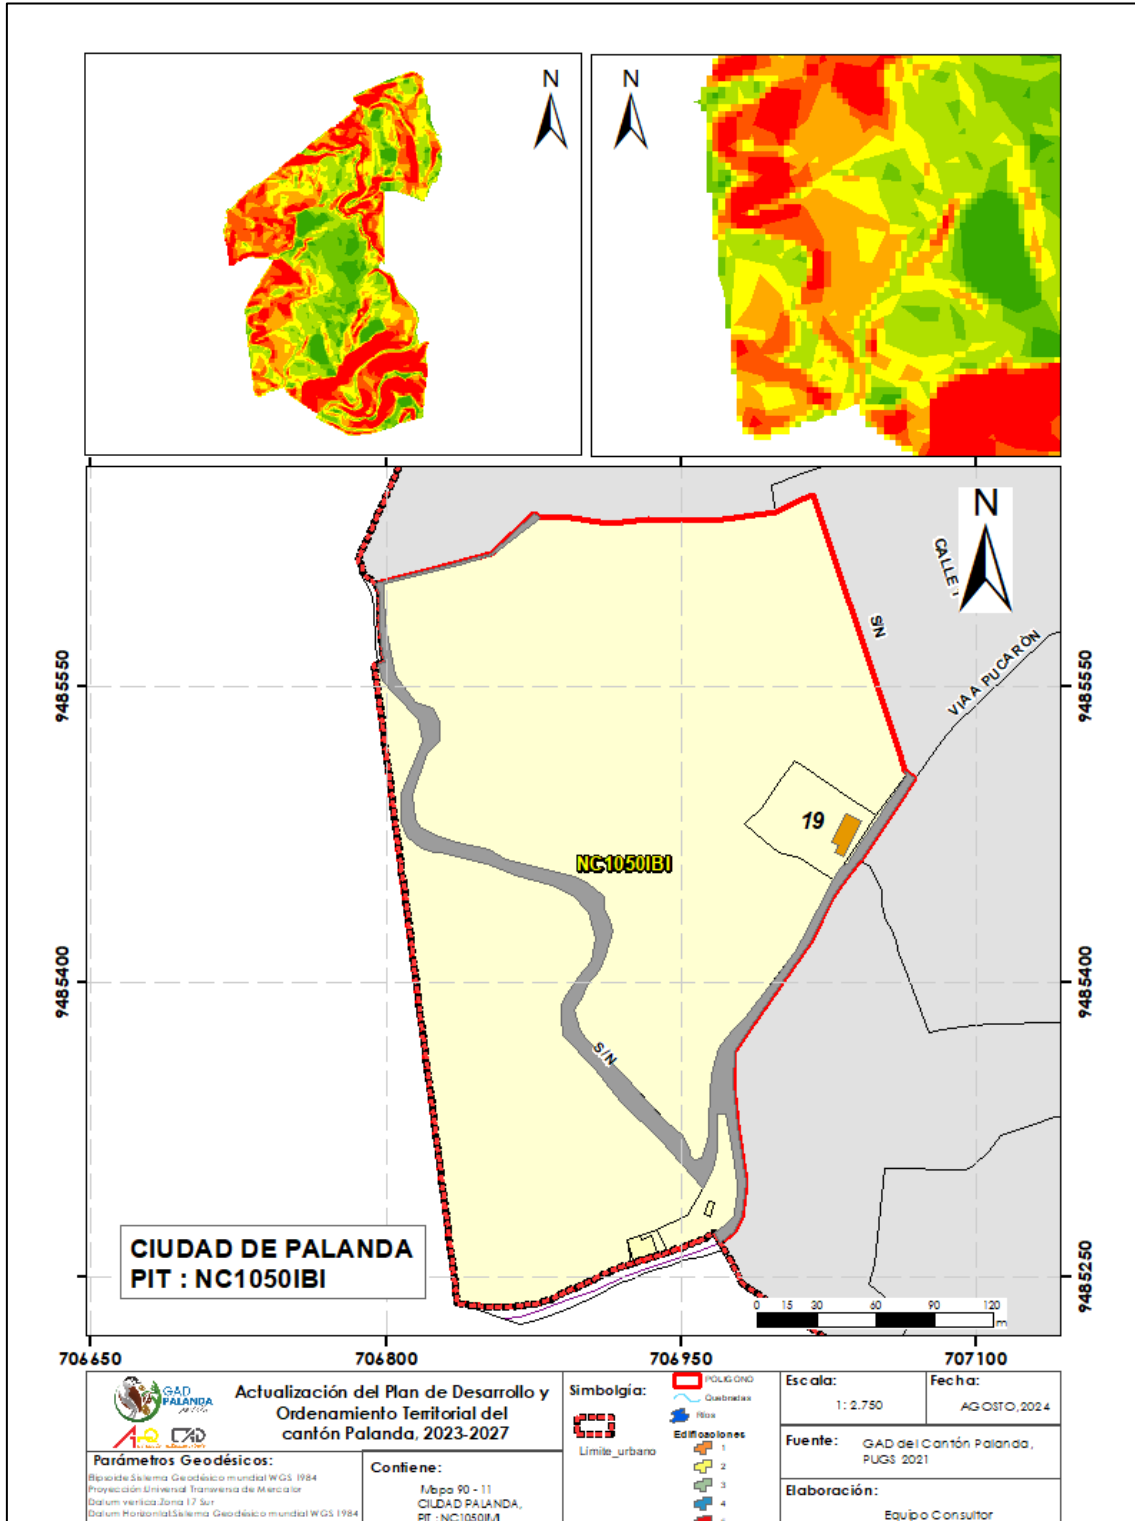 N
N
N
CALLE 1
S/N
VIA A PUCARÓN
9485550
9485550
19
NC1050IBI
9485400
9485400
S/N
CIUDAD DE PALANDA
PIT : NC1050IBI
9485250
9485250
0 15 30 60 90 120
m
706650 706800 706950 707100
GAD
PALANDA
Actualización del Plan de Desarrollo y
Ordenamiento Territorial del
cantón Palanda, 2023-2027
Simbolgía:
Limite_urbano
POLIGONO
Quebradas
Rios
Edificaciones
1
2
3
4
Escala:
1: 2.750
Fecha:
AGOSTO,2024
Fuente: GAD del Cantón Palanda,
PUGS 2021
Elaboración:
Equipo Consultor
Parámetros Geodésicos:
Elipsoide:Sistema Geodésico mundial WGS 1984
Proyección:Universal Transversa de Mercator
Datum vertical:Zona 17 Sur
Datum Horizontal:Sistema Geodésico mundial WGS 1984
Contiene:
Mapa 90 - 11
CIUDAD PALANDA,